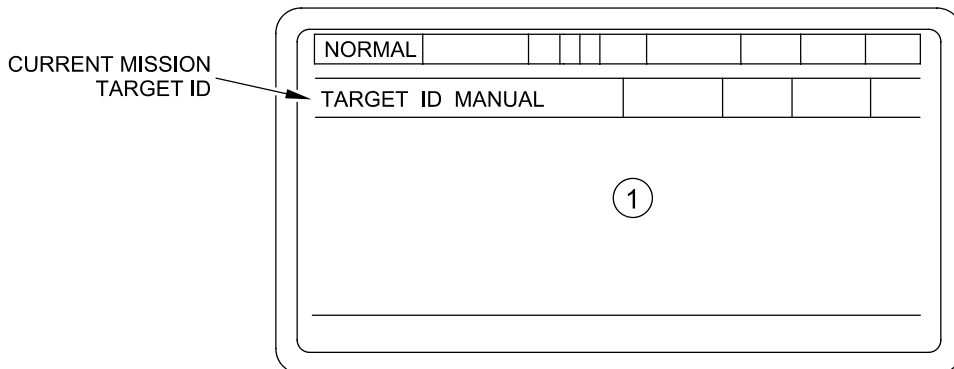 CURRENT MISSION
TARGET ID
NORMAL
TARGET ID MANUAL
1